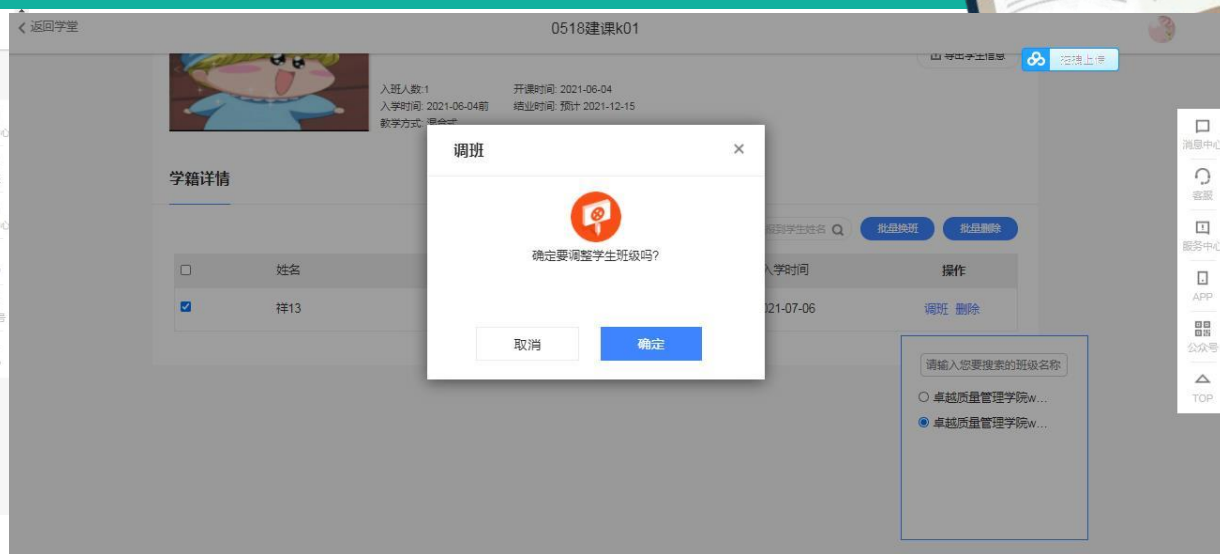 返回学堂
0518建课k01
导出学生信息
拖拽上传
入班人数:1
开课时间: 2021-06-04
入学时间: 2021-06-04前
结业时间: 预计 2021-12-15
教学方式: 混合式
调班
学籍详情
确定要调整学生班级吗?
学生姓名
批量换班
批量删除
姓名
入学时间
操作
祥13
021-07-06
调班 删除
取消
确定
请输入您要搜索的班级名称
卓越质量管理学院w...
卓越质量管理学院w...
消息中心
客服
服务中心
APP
公众号
TOP